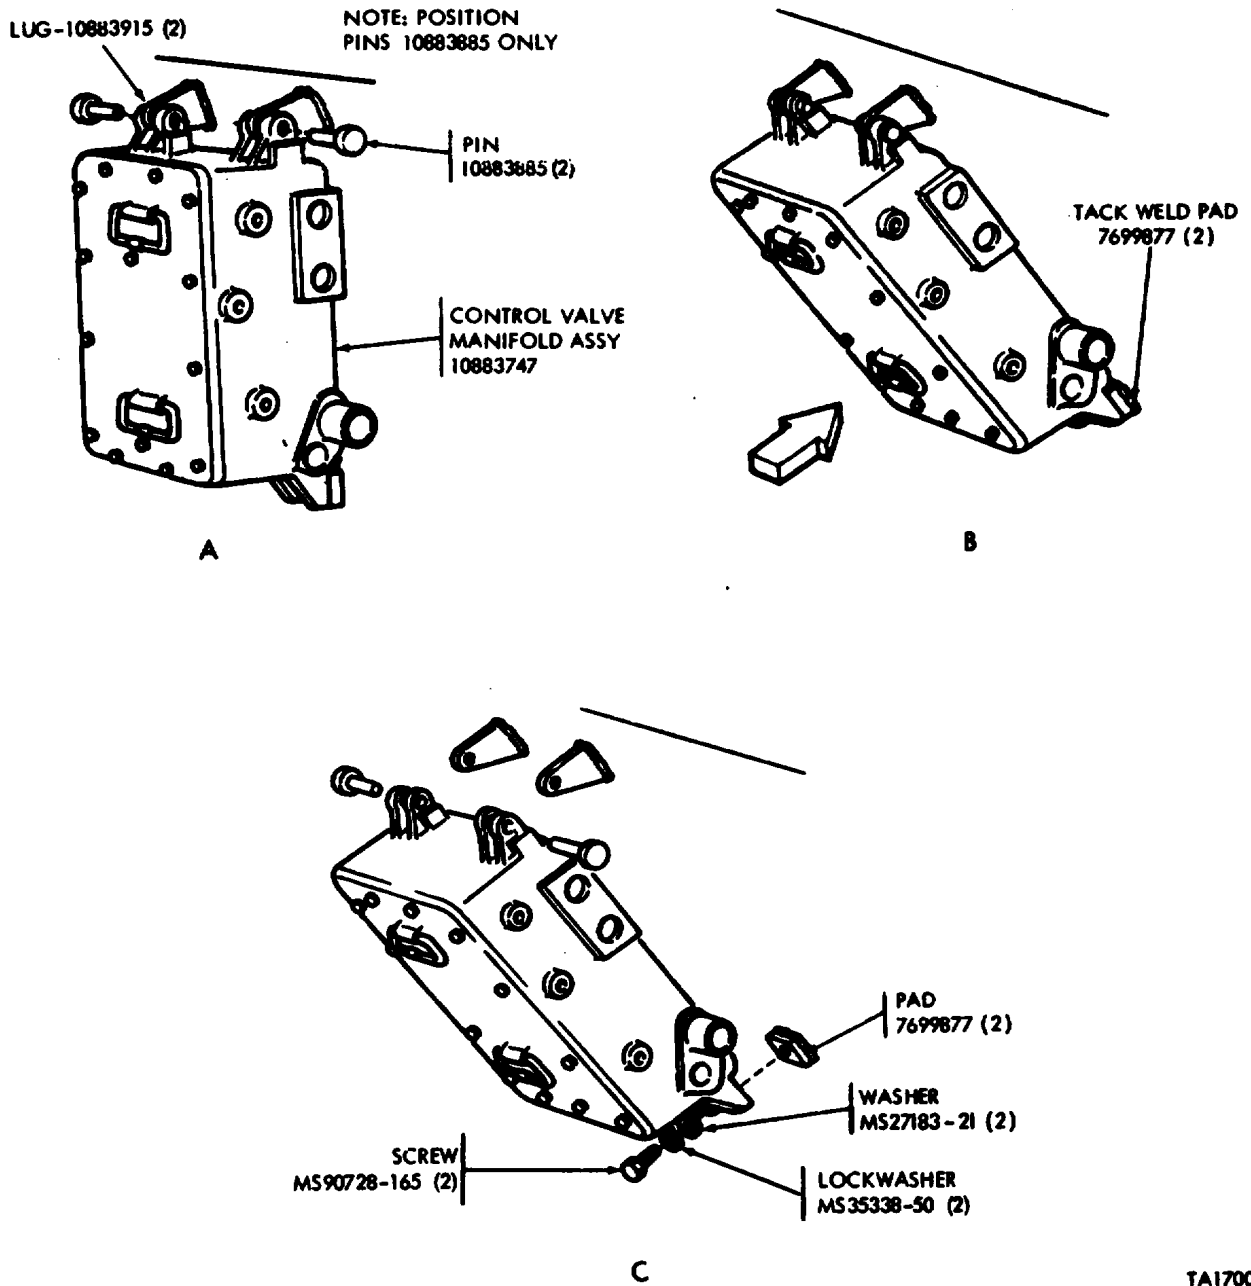 LUG-10883915 (2)
NOTE: POSITION
PINS 10883885 ONLY
PIN
10883885 (2)
CONTROL VALVE
MANIFOLD ASSY
10883747
A
TACK WELD PAD
7699877 (2)
B
PAD
7699877 (2)
WASHER
MS27183-21 (2)
LOCKWASHER
MS35338-50 (2)
SCREW
MS90728-165 (2)
C